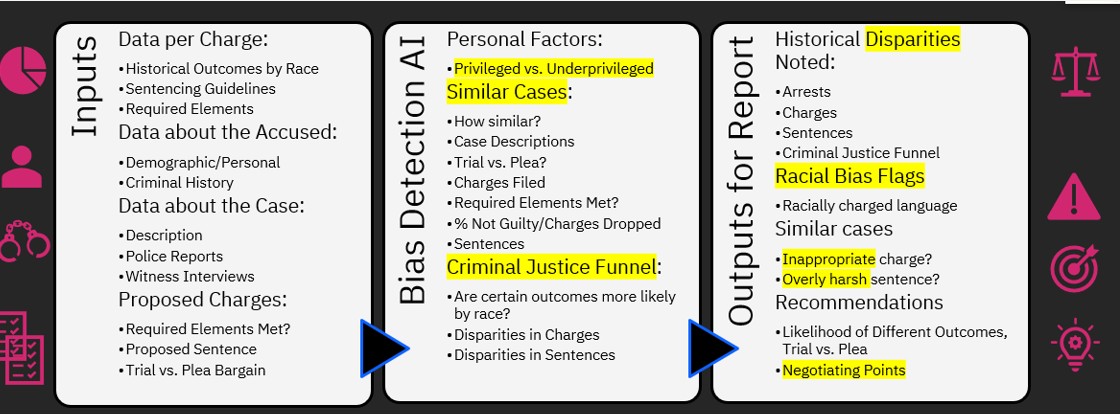 Inputs
Data per Charge:
•Historical Outcomes by Race
•Sentencing Guidelines
•Required Elements
Data about the Accused:
•Demographic/Personal
•Criminal History
Data about the Case:
•Description
•Police Reports
•Witness Interviews
Proposed Charges:
•Required Elements Met?
•Proposed Sentence
•Trial vs. Plea Bargain
Bias Detection AI
Personal Factors:
•Privileged vs. Underprivileged
Similar Cases:
•How similar?
•Case Descriptions
•Trial vs. Plea?
•Charges Filed
•Required Elements Met?
•% Not Guilty/Charges Dropped
•Sentences
Criminal Justice Funnel:
•Are certain outcomes more likely
by race?
•Disparities in Charges
•Disparities in Sentences
Outputs for Report
Historical Disparities
Noted:
•Arrests
•Charges
•Sentences
•Criminal Justice Funnel
Racial Bias Flags
•Racially charged language
Similar cases
•Inappropriate charge?
•Overly harsh sentence?
Recommendations
•Likelihood of Different Outcomes,
Trial vs. Plea
•Negotiating Points